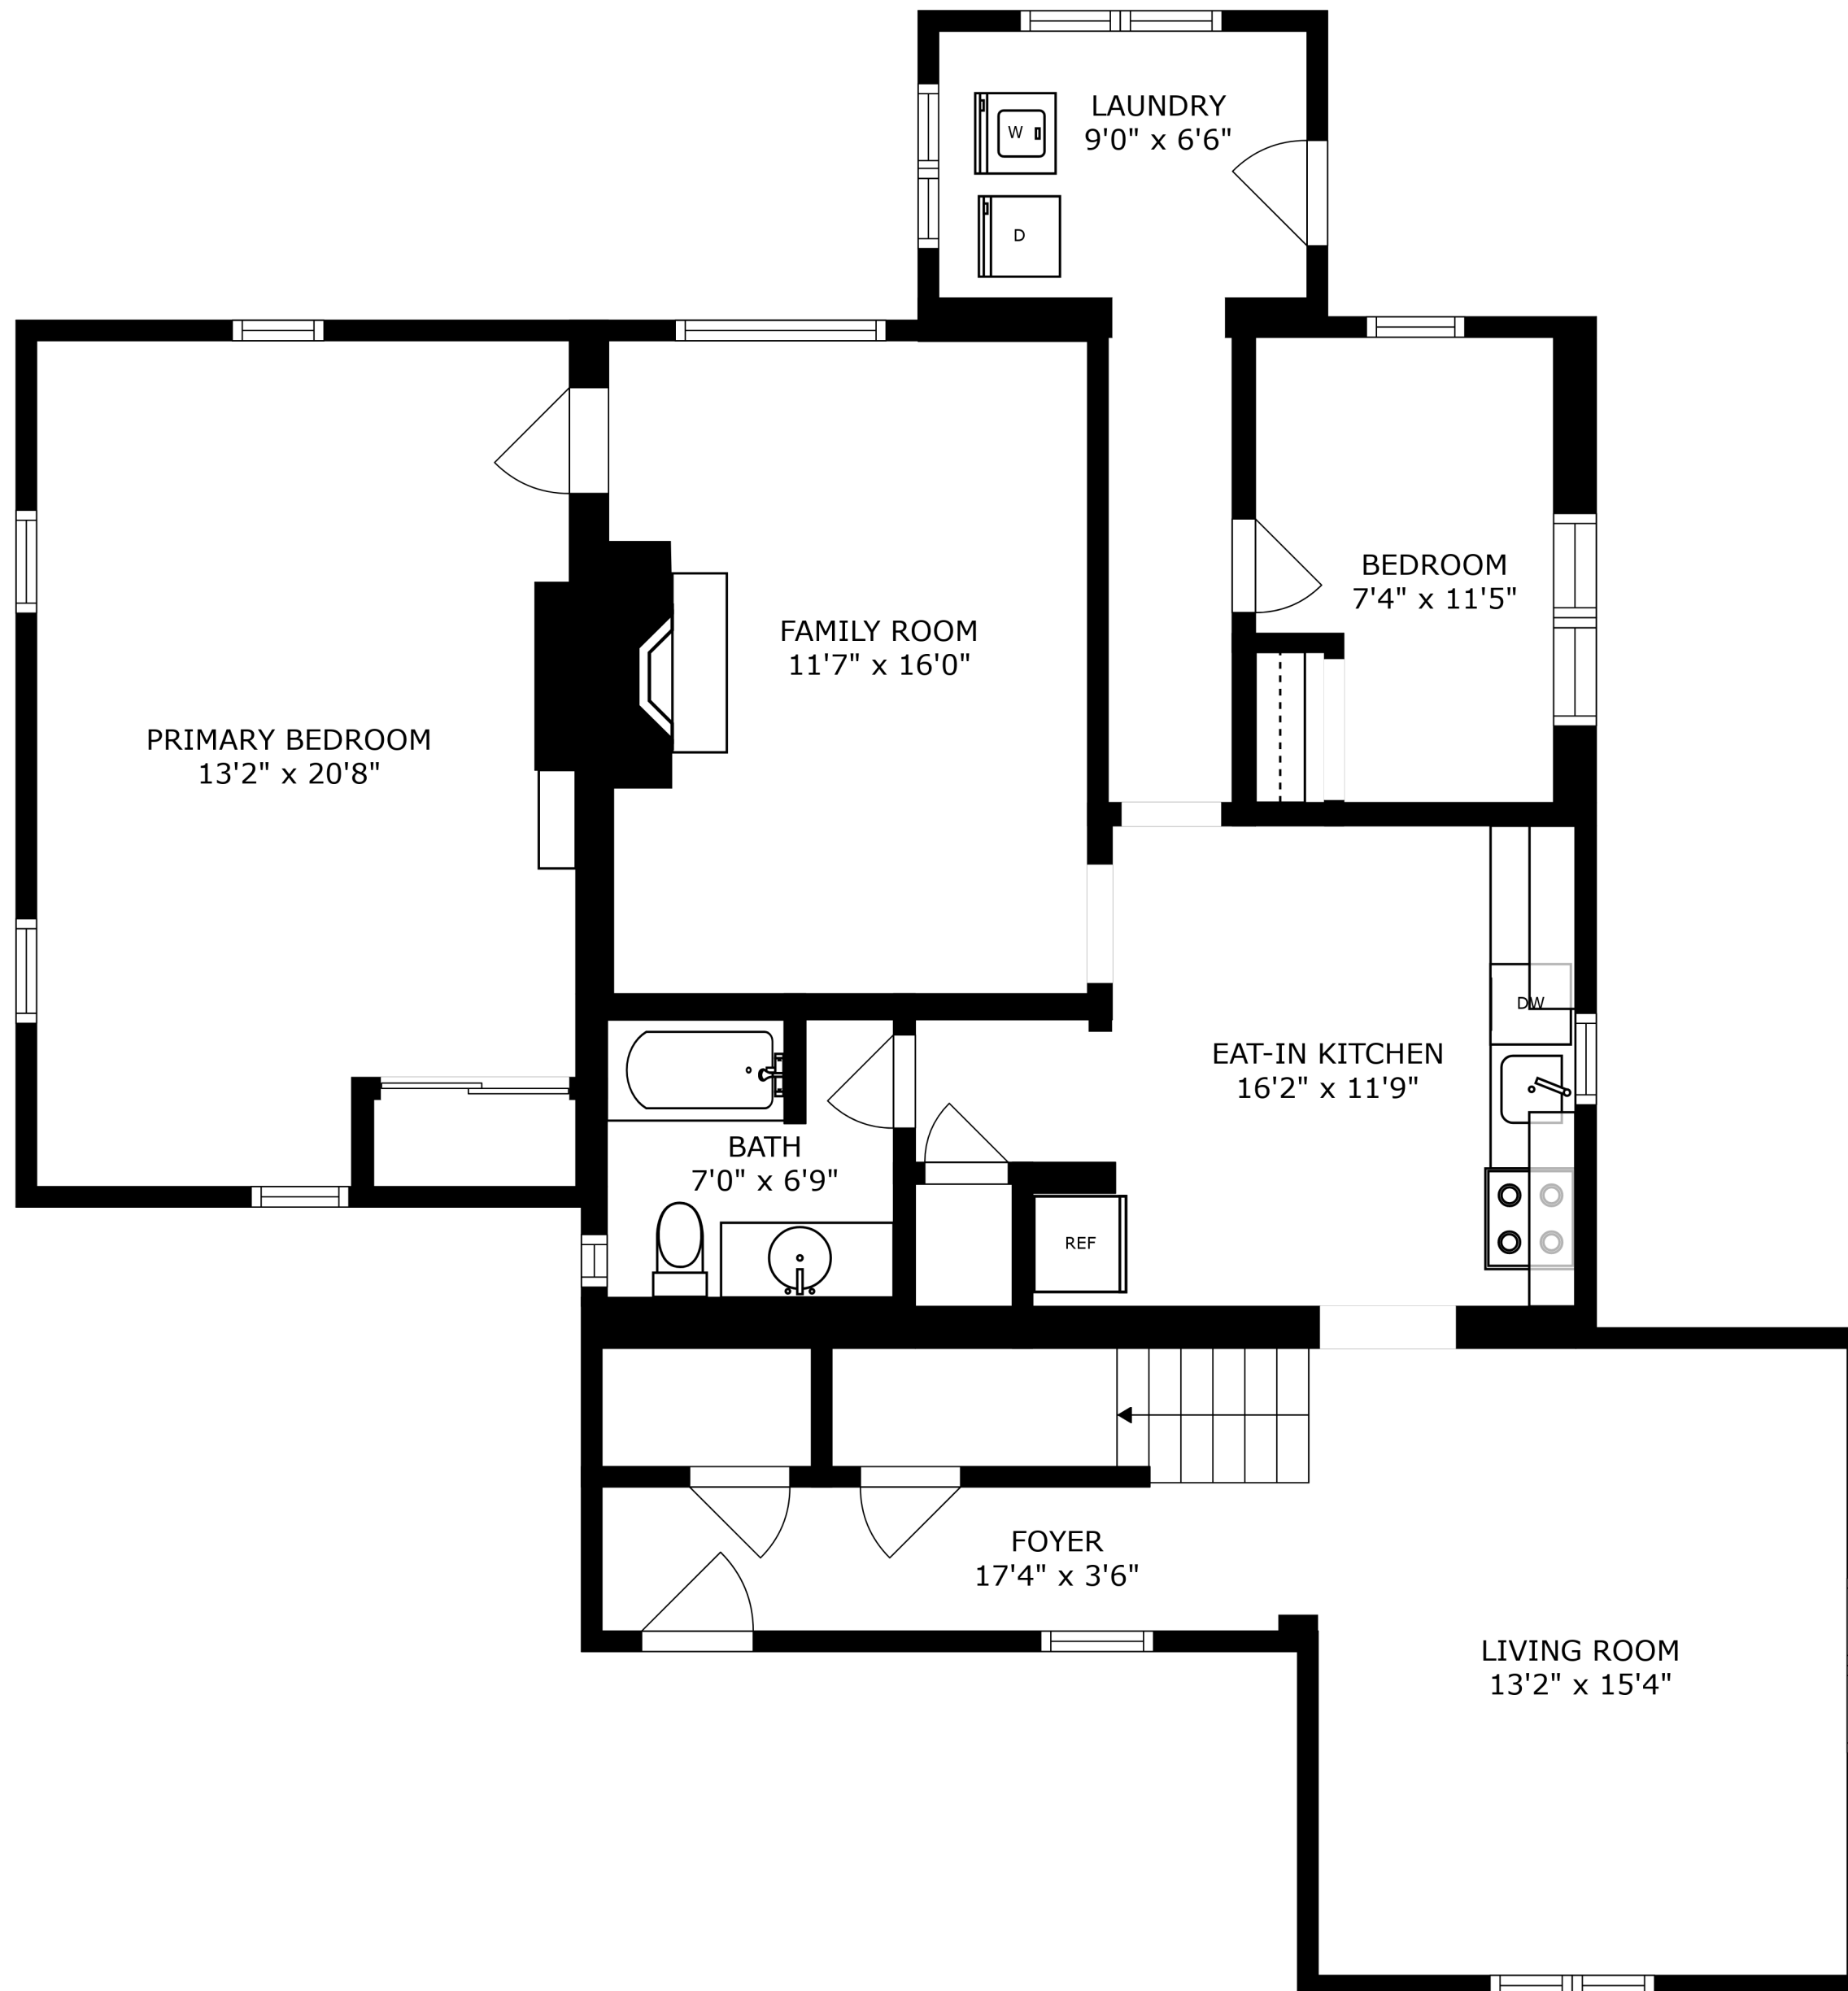 LAUNDRY
9'0" x 6'6"
W
D
BEDROOM
7'4" x 11'5"
FAMILY ROOM
11'7" x 16'0"
PRIMARY BEDROOM
13'2" x 20'8"
DW
EAT-IN KITCHEN
16'2" x 11'9"
BATH
7'0" x 6'9"
REF
FOYER
17'4" x 3'6"
LIVING ROOM
13'2" x 15'4"